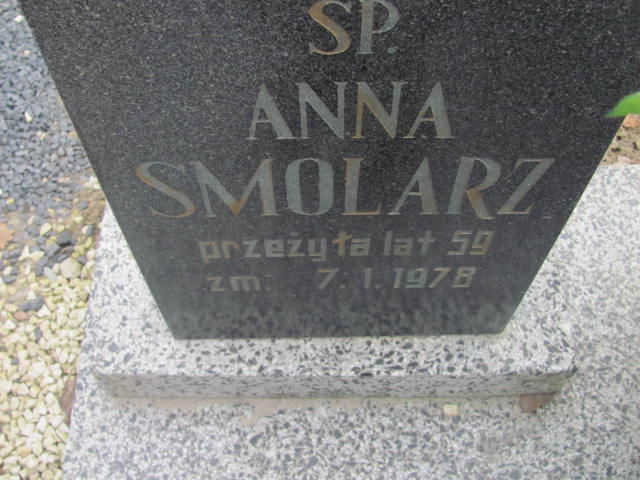 SP.
ANNA
SMOLARZ
przeżyła lat 59
zm. 7.1.1978